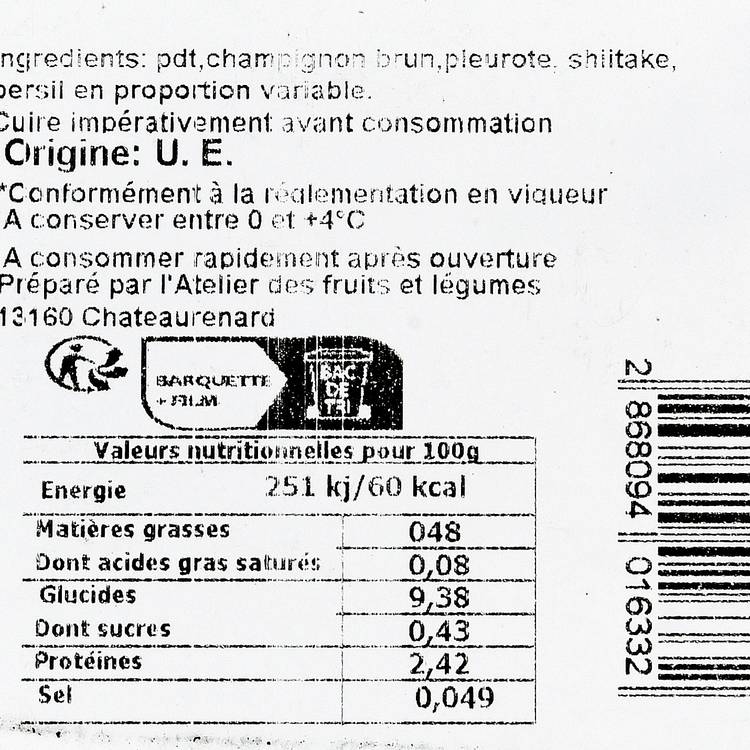 ngredients: pdt,champignon brun,pleurote, shiitake,
persil en proportion variable.
Cuire impérativement avant consommation
Origine: U. E.
*Conformément à la réglementation en vigueur
A conserver entre 0 et +4°C
A consommer rapidement après ouverture
Préparé par l'Atelier des fruits et légumes
13160 Chateaurenard
BARQUETTE
+ FILM
BAC
DE
TRI
Valeurs nutritionnelles pour 100g
Energie 251 kj/60 kcal
Matières grasses 048
Dont acides gras saturés 0,08
Glucides 9,38
Dont sucres 0,43
Protéines 2,42
Sel 0,049
2 868094 016332